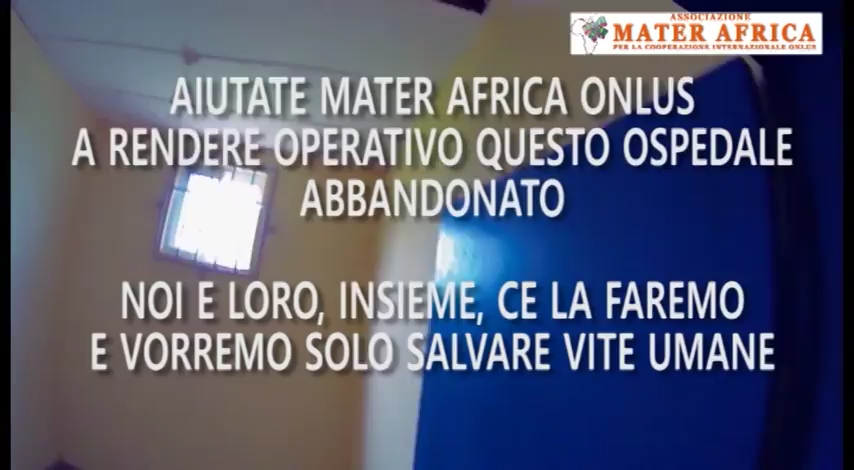 ASSOCIAZIONE
MATER AFRICA
PER LA COOPERAZIONE INTERNAZIONALE ONLUS
AIUTATE MATER AFRICA ONLUS
A RENDERE OPERATIVO QUESTO OSPEDALE
ABBANDONATO
NOI E LORO, INSIEME, CE LA FAREMO
E VORREMO SOLO SALVARE VITE UMANE